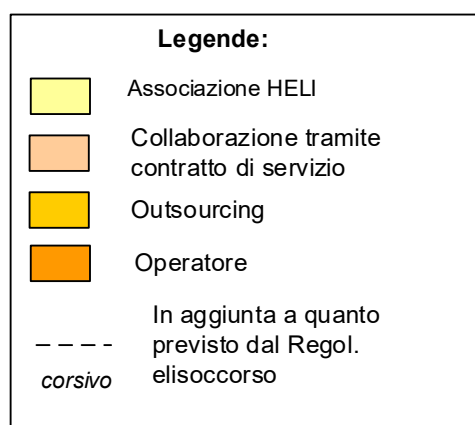 Legende:
Associazione HELI
Collaborazione tramite
contratto di servizio
Outsourcing
Operatore
In aggiunta a quanto
previsto dal Regol.
elisoccorso
corsivo